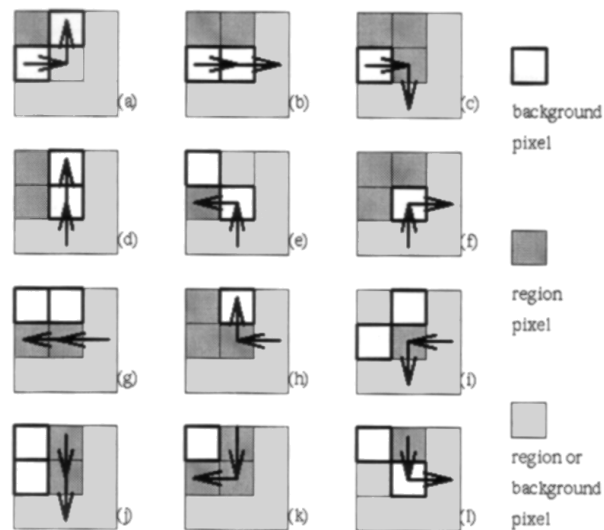 (a)
(b)
(c)
background
pixel
(d)
(e)
(f)
region
pixel
(g)
(h)
(i)
region or
background
pixel
(j)
(k)
(l)